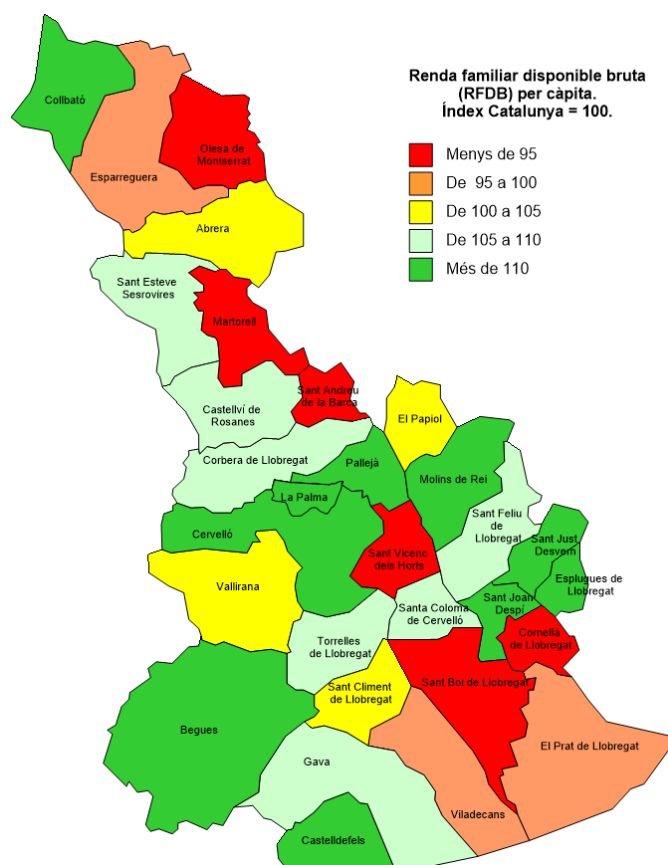 Renda familiar disponible bruta
(RFDB) per càpita.
Índex Catalunya = 100.
Menys de 95
De 95 a 100
De 100 a 105
De 105 a 110
Més de 110
Collbató
Olesa de
Montserrat
Esparreguera
Abrera
Sant Esteve
Sesrovires
Martorell
Sant Andreu
de la Barca
Castellví de
Rosanes
El Papiol
Corbera de Llobregat
Pallejà
Molins de Rei
La Palma
Cervelló
Sant Feliu
de
Llobregat
Sant Just
Desvern
Sant Vicenc
dels Horts
Esplugues de
Llobregat
Vallirana
Santa Coloma
de Cervelló
Sant Joan
Despí
Torrelles
de Llobregat
Cornellà
de Llobregat
Sant Climent
de Llobregat
Sant Boi de Llobregat
Begues
El Prat de Llobregat
Gava
Viladecans
Castelldefels